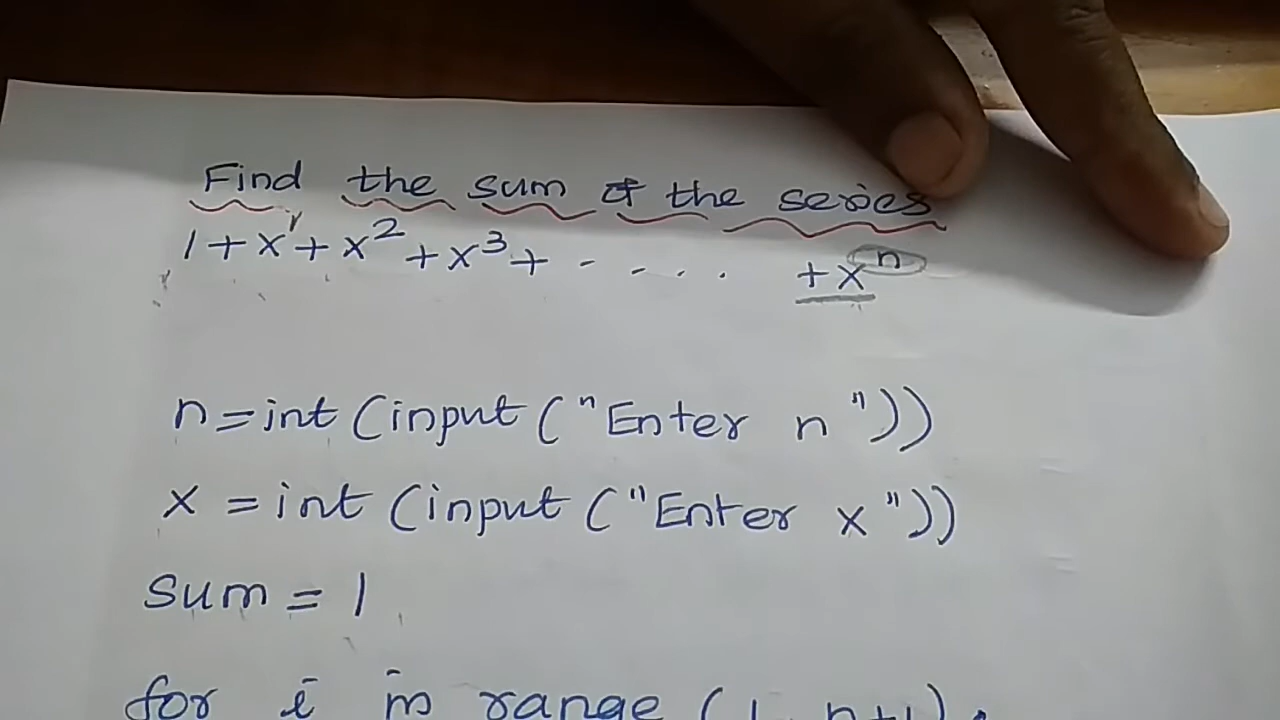 Find the sum of the series
1+x¹+x²+x³+ - - . . . +xⁿ
n=int(input("Enter n"))
x=int(input("Enter x"))
sum=1
for i in range (1, n+1):